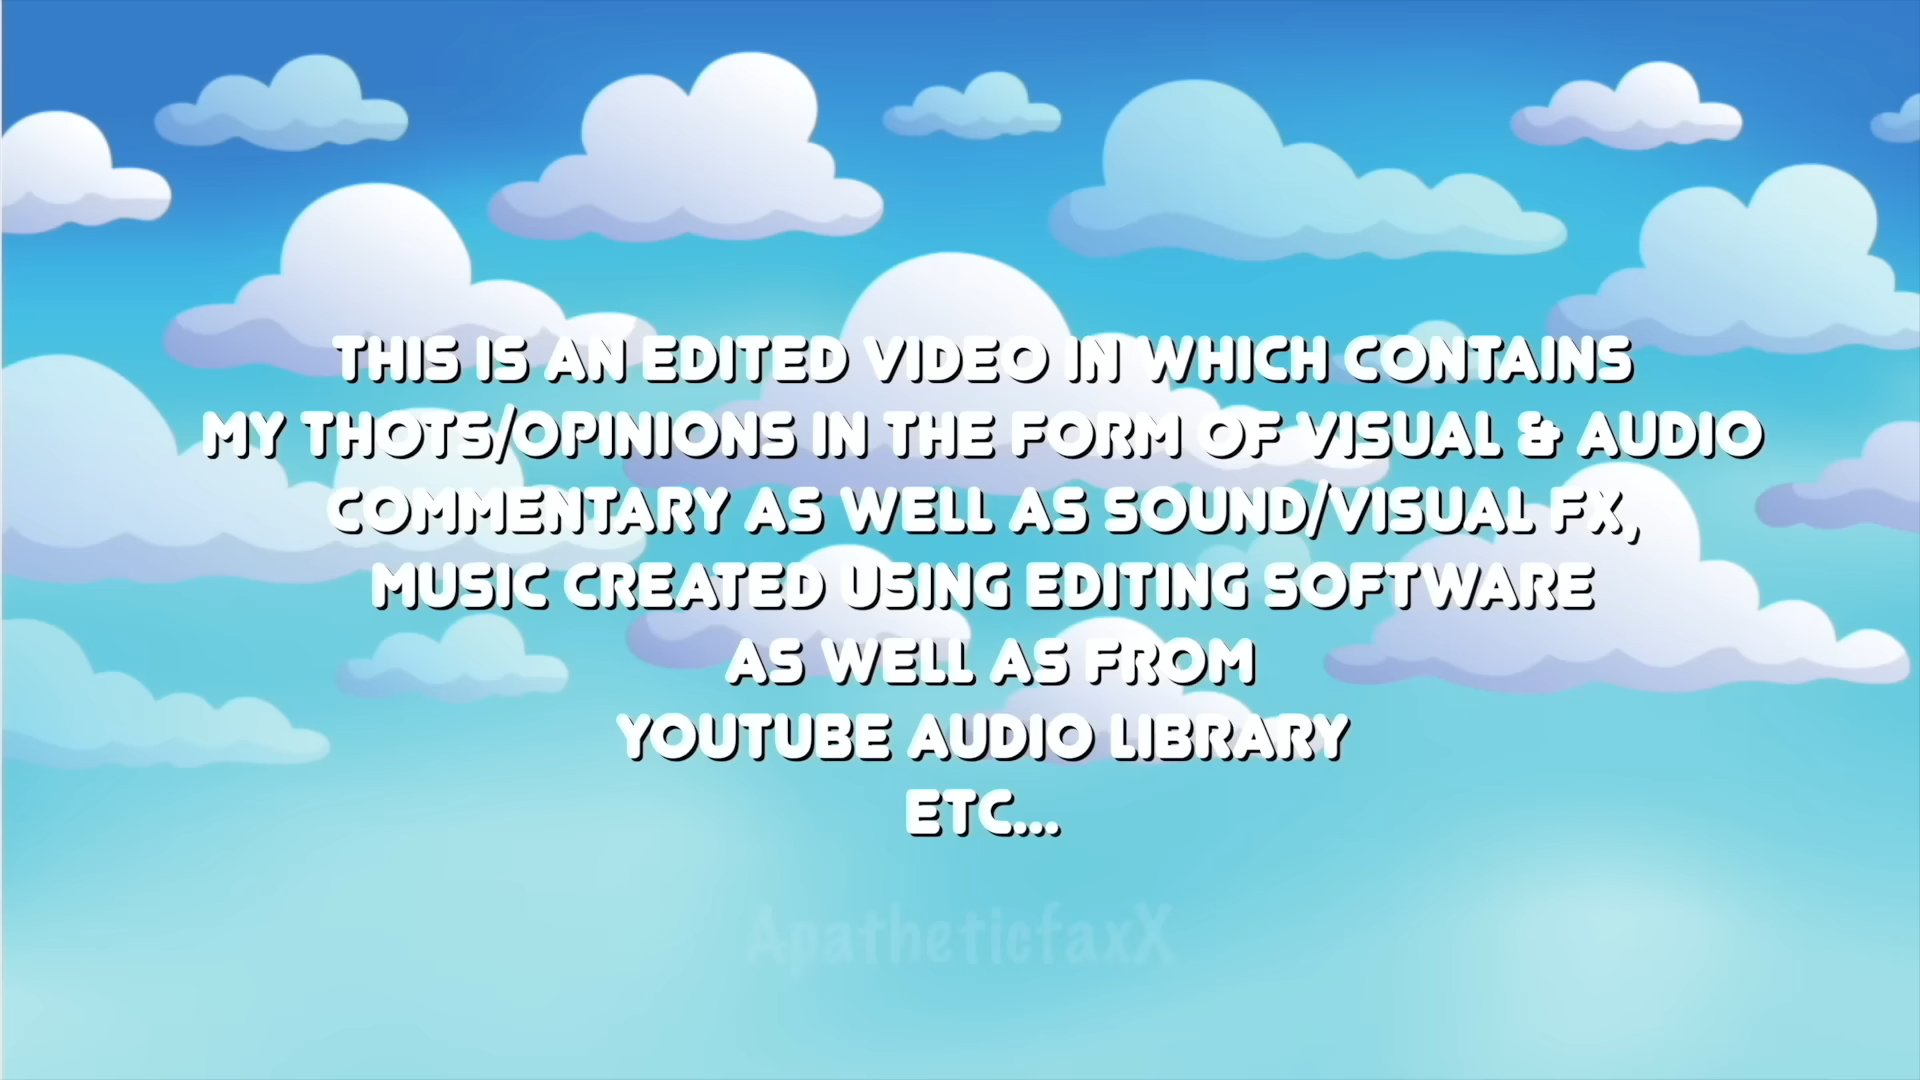 THIS IS AN EDITED VIDEO IN WHICH CONTAINS
MY THOTS/OPINIONS IN THE FORM OF VISUAL & AUDIO
COMMENTARY AS WELL AS SOUND/VISUAL FX,
MUSIC CREATED USING EDITING SOFTWARE
AS WELL AS FROM
YOUTUBE AUDIO LIBRARY
ETC...
ApatheticfaxX